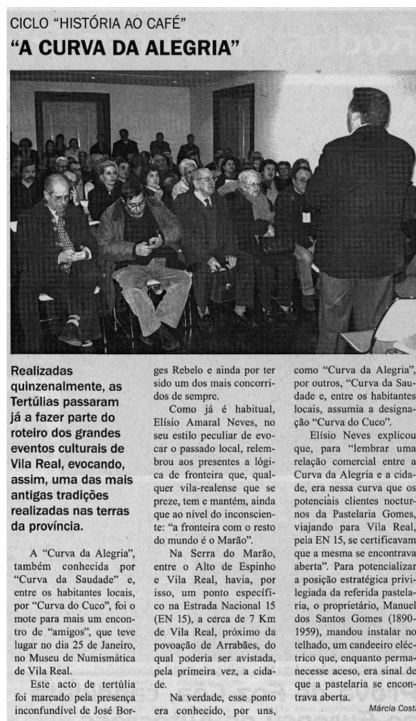 CICLO "HISTÓRIA AO CAFÉ"
"A CURVA DA ALEGRIA"
Realizadas
quinzenalmente, as
Tertúlias passaram
já a fazer parte do
roteiro dos grandes
eventos culturais de
Vila Real, evocando,
assim, uma das mais
antigas tradições
realizadas nas terras
da província.
A "Curva da Alegria",
também conhecida por
"Curva da Saudade" e,
entre os habitantes locais,
por "Curva do Cuco", foi o
mote para mais um encon-
tro de "amigos", que teve
lugar no dia 25 de Janeiro,
no Museu de Numismática
de Vila Real.
Este acto de tertúlia
foi marcado pela presença
inconfundível de José Bor-
ges Rebelo e ainda por ter
sido um dos mais concorri-
dos de sempre.
Como já é habitual,
Elísio Amaral Neves, no
seu estilo peculiar de evo-
car o passado local, relem-
brou aos presentes a lógi-
ca de fronteira que, qual-
quer vila-realense que se
preze, tem e mantém, ainda
que ao nível do inconscien-
te: "a fronteira com o resto
do mundo é o Marão".
Na Serra do Marão,
entre o Alto de Espinho
e Vila Real, havia, por
isso, um ponto específi-
co na Estrada Nacional 15
(EN 15), a cerca de 7 Km
de Vila Real, próximo da
povoação de Arrabães, do
qual poderia ser avistada,
pela primeira vez, a cida-
de.
Na verdade, esse ponto
era conhecido, por uns,
como "Curva da Alegria",
por outros, "Curva da Sau-
dade e, entre os habitantes
locais, assumia a designa-
ção "Curva do Cuco".
Elísio Neves explicou
que, para "lembrar uma
relação comercial entre a
Curva da Alegria e a cida-
de, era nessa curva que os
potenciais clientes noctur-
nos da Pastelaria Gomes,
viajando para Vila Real,
pela EN 15, se certificavam
que a mesma se encontrava
aberta". Para potencializar
a posição estratégica privi-
legiada da referida pastela-
ria, o proprietário, Manuel
dos Santos Gomes (1890-
1959), mandou instalar no
telhado, um candeeiro eléc-
trico que, enquanto perma-
necesse aceso, era sinal de
que a pastelaria se encon-
trava aberta.
Márcia Costa